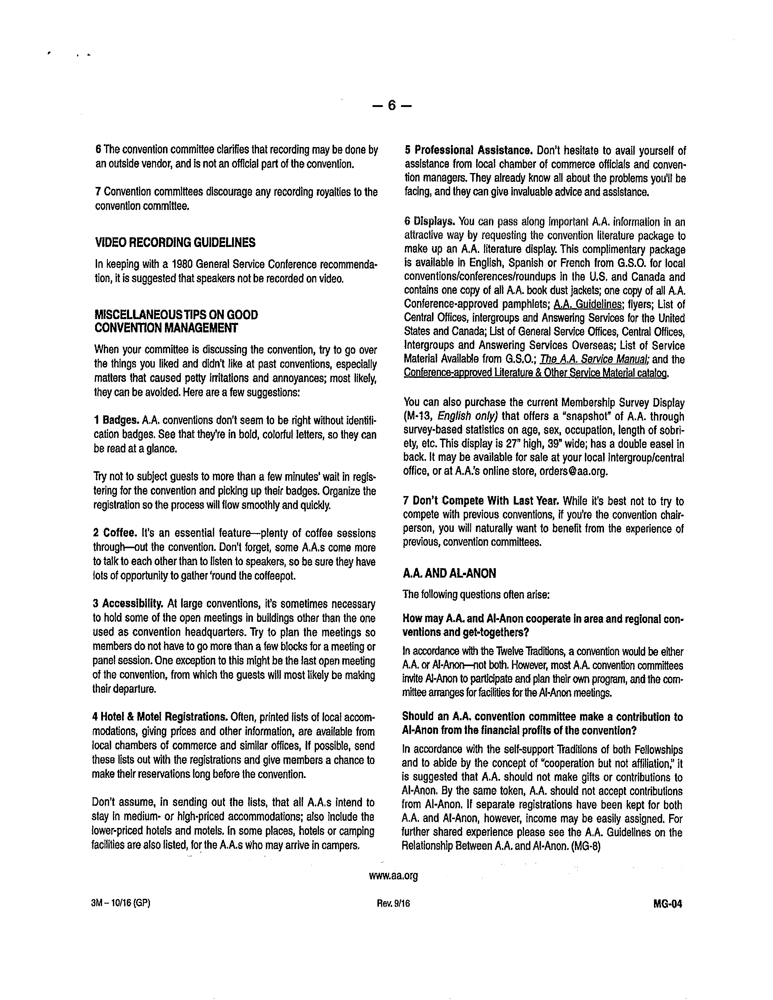 — 6 —
6 The convention committee clarifies that recording may be done by
an outside vendor, and is not an official part of the convention.
7 Convention committees discourage any recording royalties to the
convention committee.
VIDEO RECORDING GUIDELINES
In keeping with a 1980 General Service Conference recommenda-
tion, it is suggested that speakers not be recorded on video.
MISCELLANEOUS TIPS ON GOOD
CONVENTION MANAGEMENT
When your committee is discussing the convention, try to go over
the things you liked and didn't like at past conventions, especially
matters that caused petty irritations and annoyances; most likely,
they can be avoided. Here are a few suggestions:
1 Badges. A.A. conventions don't seem to be right without identifi-
cation badges. See that they're in bold, colorful letters, so they can
be read at a glance.
Try not to subject guests to more than a few minutes' wait in regis-
tering for the convention and picking up their badges. Organize the
registration so the process will flow smoothly and quickly.
2 Coffee. It's an essential feature—plenty of coffee sessions
through—out the convention. Don't forget, some A.A.s come more
to talk to each other than to listen to speakers, so be sure they have
lots of opportunity to gather 'round the coffeepot.
3 Accessibility. At large conventions, it's sometimes necessary
to hold some of the open meetings in buildings other than the one
used as convention headquarters. Try to plan the meetings so
members do not have to go more than a few blocks for a meeting or
panel session. One exception to this might be the last open meeting
of the convention, from which the guests will most likely be making
their departure.
4 Hotel & Motel Registrations. Often, printed lists of local accom-
modations, giving prices and other information, are available from
local chambers of commerce and similar offices, If possible, send
these lists out with the registrations and give members a chance to
make their reservations long before the convention.
Don't assume, in sending out the lists, that all A.A.s intend to
stay in medium- or high-priced accommodations; also include the
lower-priced hotels and motels. In some places, hotels or camping
facilities are also listed, for the A.A.s who may arrive in campers.
5 Professional Assistance. Don't hesitate to avail yourself of
assistance from local chamber of commerce officials and conven-
tion managers. They already know all about the problems you'll be
facing, and they can give invaluable advice and assistance.
6 Displays. You can pass along important A.A. information in an
attractive way by requesting the convention literature package to
make up an A.A. literature display. This complimentary package
is available in English, Spanish or French from G.S.O. for local
conventions/conferences/roundups in the U.S. and Canada and
contains one copy of all A.A. book dust jackets; one copy of all A.A.
Conference-approved pamphlets; A.A. Guidelines; flyers; List of
Central Offices, intergroups and Answering Services for the United
States and Canada; List of General Service Offices, Central Offices,
Intergroups and Answering Services Overseas; List of Service
Material Available from G.S.O.; The A.A. Service Manual; and the
Conference-approved Literature & Other Service Material catalog.
You can also purchase the current Membership Survey Display
(M-13, English only) that offers a "snapshot" of A.A. through
survey-based statistics on age, sex, occupation, length of sobri-
ety, etc. This display is 27" high, 39" wide; has a double easel in
back. It may be available for sale at your local intergroup/central
office, or at A.A.'s online store, orders@aa.org.
7 Don't Compete With Last Year. While it's best not to try to
compete with previous conventions, if you're the convention chair-
person, you will naturally want to benefit from the experience of
previous, convention committees.
A.A. AND AL-ANON
The following questions often arise:
How may A.A. and Al-Anon cooperate in area and regional con-
ventions and get-togethers?
In accordance with the Twelve Traditions, a convention would be either
A.A. or Al-Anon—not both. However, most A.A. convention committees
invite Al-Anon to participate and plan their own program, and the com-
mittee arranges for facilities for the Al-Anon meetings.
Should an A.A. convention committee make a contribution to
Al-Anon from the financial profits of the convention?
In accordance with the self-support Traditions of both Fellowships
and to abide by the concept of "cooperation but not affiliation," it
is suggested that A.A. should not make gifts or contributions to
Al-Anon. By the same token, A.A. should not accept contributions
from Al-Anon. If separate registrations have been kept for both
A.A. and Al-Anon, however, income may be easily assigned. For
further shared experience please see the A.A. Guidelines on the
Relationship Between A.A. and Al-Anon. (MG-8)
www.aa.org
3M – 10/16 (GP)
Rev. 9/16
MG-04